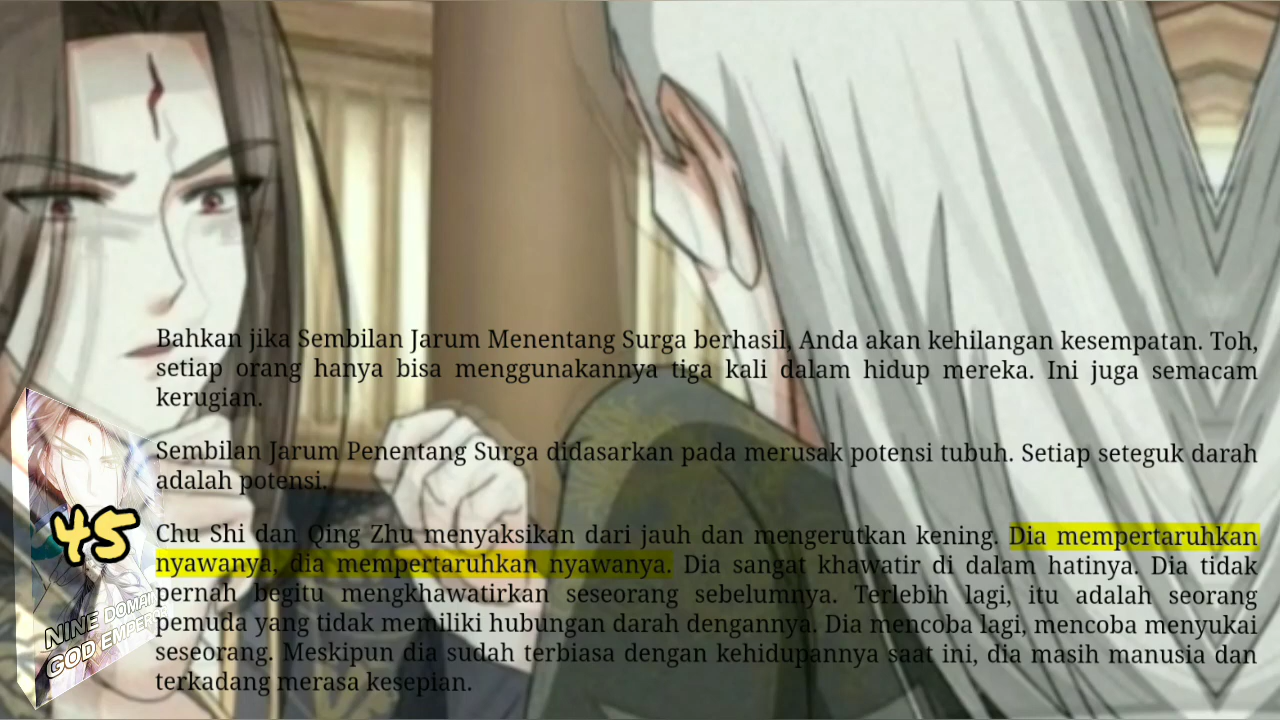 Bahkan jika Sembilan Jarum Menentang Surga berhasil, Anda akan kehilangan kesempatan. Toh,
setiap orang hanya bisa menggunakannya tiga kali dalam hidup mereka. Ini juga semacam
kerugian.
Sembilan Jarum Penentang Surga didasarkan pada merusak potensi tubuh. Setiap seteguk darah
adalah potensi.
Chu Shi dan Qing Zhu menyaksikan dari jauh dan mengerutkan kening. Dia mempertaruhkan
nyawanya, dia mempertaruhkan nyawanya. Dia sangat khawatir di dalam hatinya. Dia tidak
pernah begitu mengkhawatirkan seseorang sebelumnya. Terlebih lagi, itu adalah seorang
pemuda yang tidak memiliki hubungan darah dengannya. Dia mencoba lagi, mencoba menyukai
seseorang. Meskipun dia sudah terbiasa dengan kehidupannya saat ini, dia masih manusia dan
terkadang merasa kesepian.
45
NINE DOMAIN
GOD EMPEROR